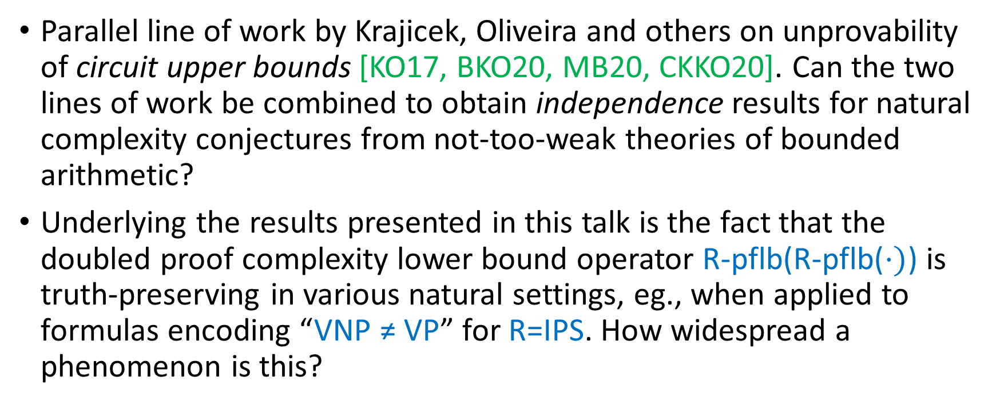 • Parallel line of work by Krajicek, Oliveira and others on unprovability
of circuit upper bounds [KO17, BKO20, MB20, CKKO20]. Can the two
lines of work be combined to obtain independence results for natural
complexity conjectures from not-too-weak theories of bounded
arithmetic?
• Underlying the results presented in this talk is the fact that the
doubled proof complexity lower bound operator R-pflb(R-pflb(·)) is
truth-preserving in various natural settings, eg., when applied to
formulas encoding “VNP ≠ VP” for R=IPS. How widespread a
phenomenon is this?